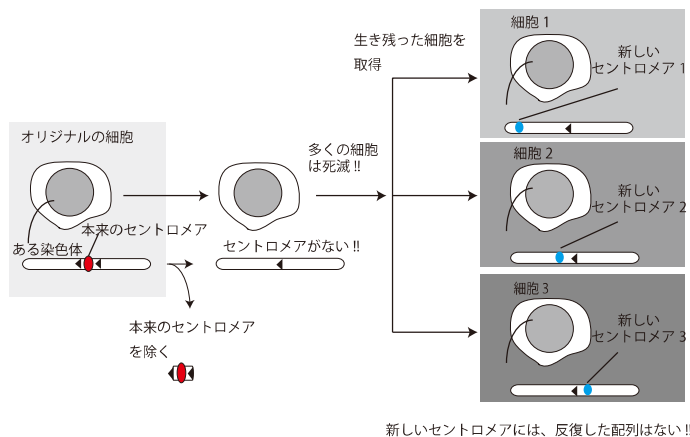 オリジナルの細胞
本来のセントロメア
ある染色体
本来のセントロメア
を除く
セントロメアがない!!
多くの細胞
は死滅!!
生き残った細胞を
取得
細胞 1
新しい
セントロメア 1
細胞 2
新しい
セントロメア 2
細胞 3
新しい
セントロメア 3
新しいセントロメアには、反復した配列はない!!